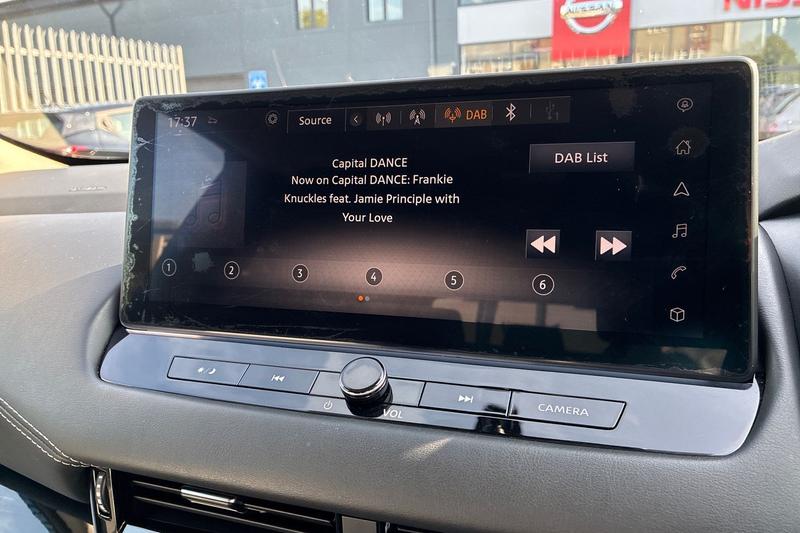 NISSAN
NISS
17:37
Source
DAB
Capital DANCE
Now on Capital DANCE: Frankie
Knuckles feat. Jamie Principle with
Your Love
DAB List
1 2 3 4 5 6
VOL
CAMERA